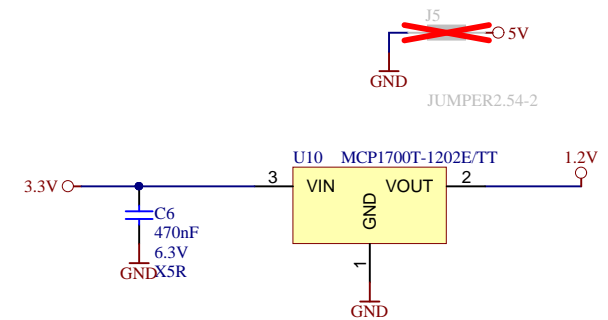 J5
5V
GND
JUMPER2.54-2
U10 MCP1700T-1202E/TT
1.2V
3.3V
3 VIN VOUT 2
GND
C6
470nF
6.3V
X5R
GND
1
GND